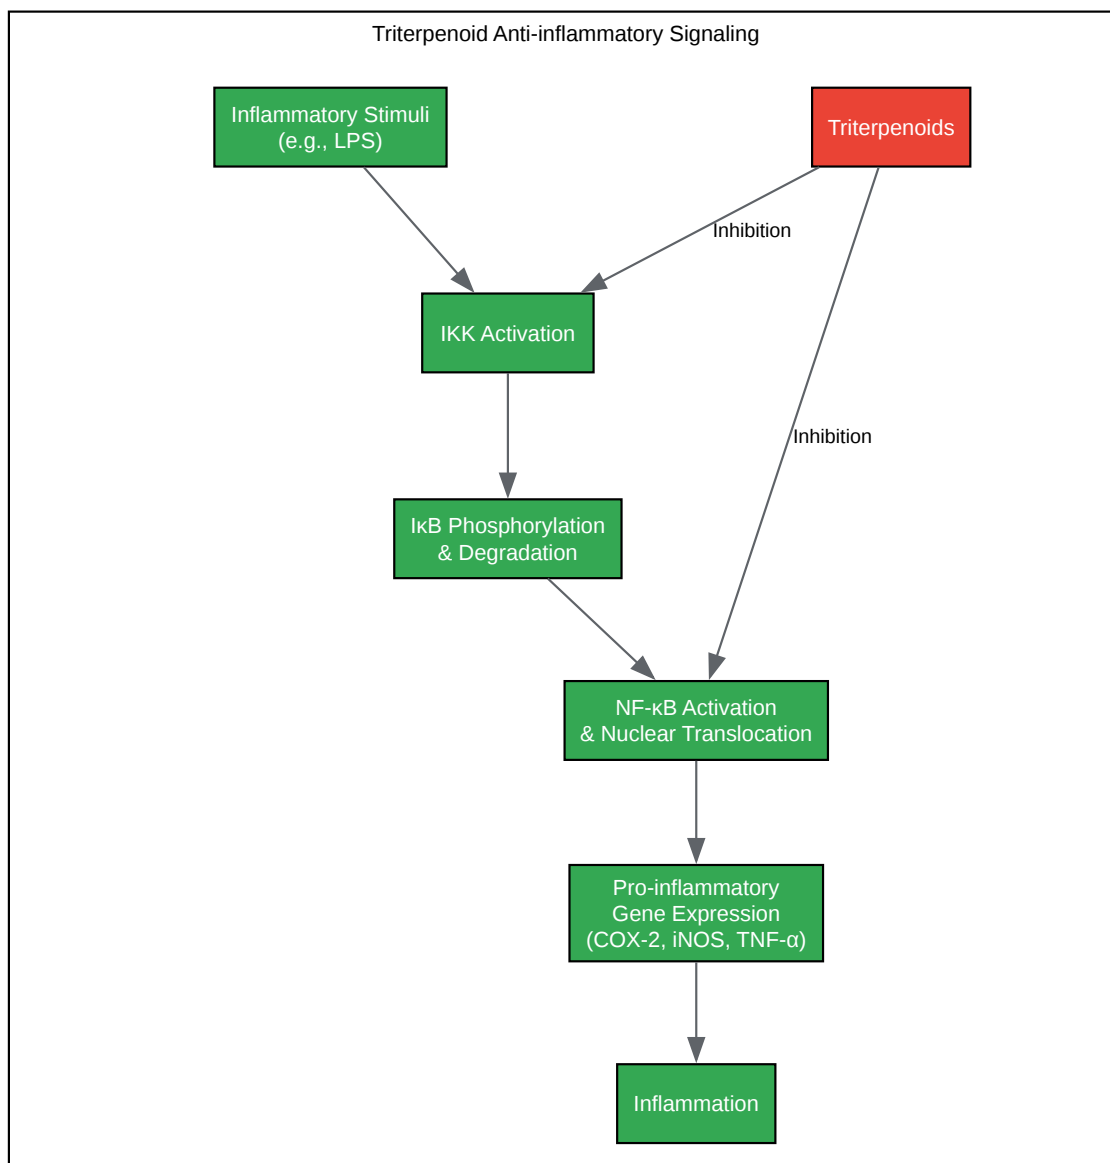 Triterpenoid Anti-inflammatory Signaling
Inflammatory Stimuli
(e.g., LPS)
Triterpenoids
Inhibition
IKK Activation
Inhibition
IκB Phosphorylation
& Degradation
NF-κB Activation
& Nuclear Translocation
Pro-inflammatory
Gene Expression
(COX-2, iNOS, TNF-α)
Inflammation